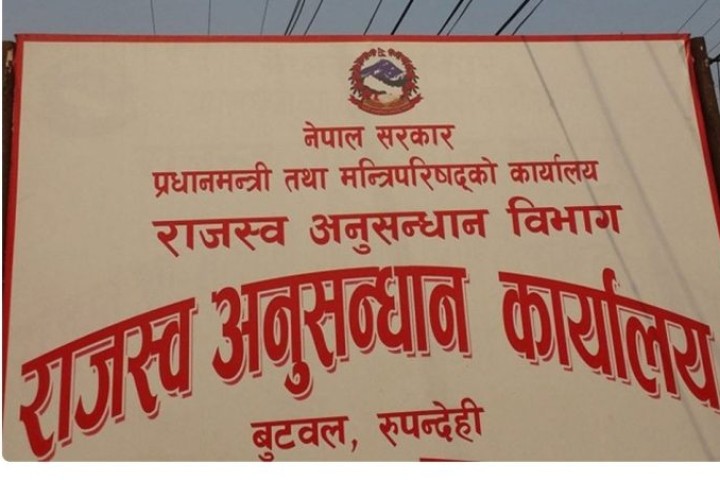 नेपाल सरकार
प्रधानमन्त्री तथा मन्त्रिपरिषद्को कार्यालय
राजस्व अनुसन्धान विभाग
राजस्व अनुसन्धान कार्यालय
बुटवल, रुपन्देही